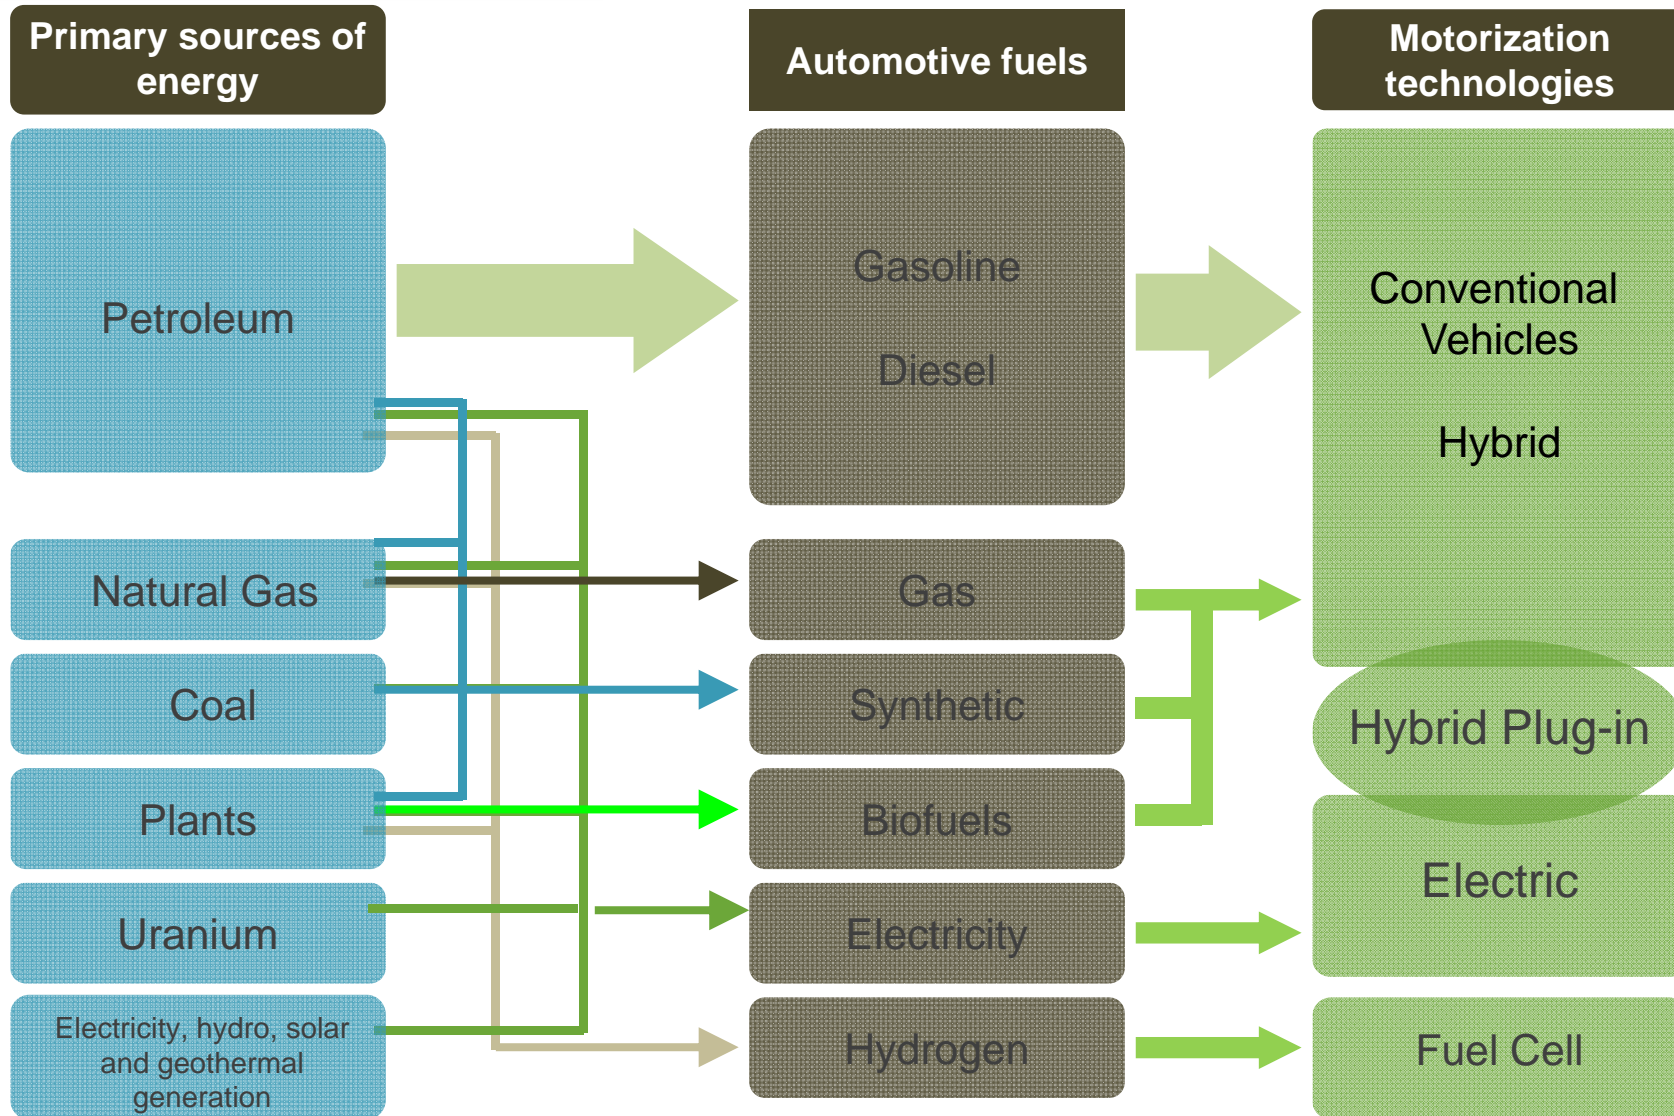 Primary sources of
energy
Automotive fuels
Motorization
technologies
Petroleum
Gasoline
Diesel
Conventional
Vehicles
Hybrid
Natural Gas
Gas
Coal
Synthetic
Hybrid Plug-in
Plants
Biofuels
Electric
Uranium
Electricity
Electricity, hydro, solar
and geothermal
generation
Hydrogen
Fuel Cell